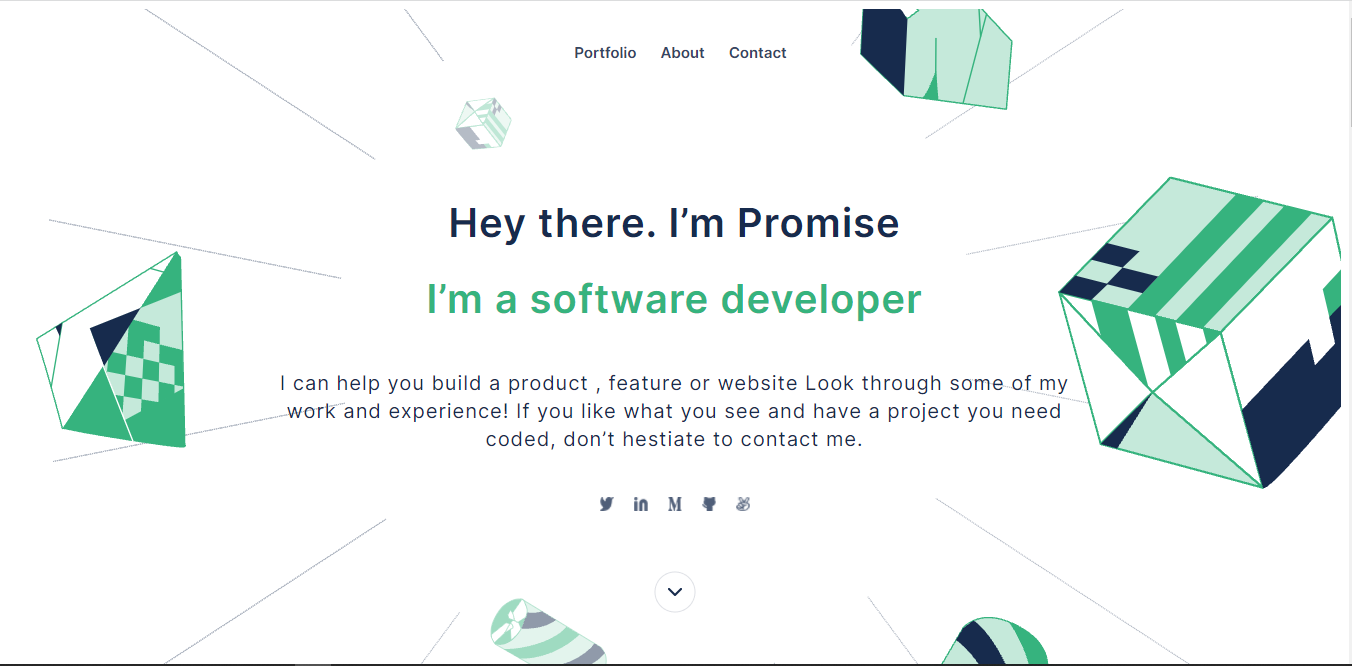 Portfolio About Contact
Hey there. I’m Promise
I’m a software developer
I can help you build a product , feature or website Look through some of my
work and experience! If you like what you see and have a project you need
coded, don’t hestiate to contact me.